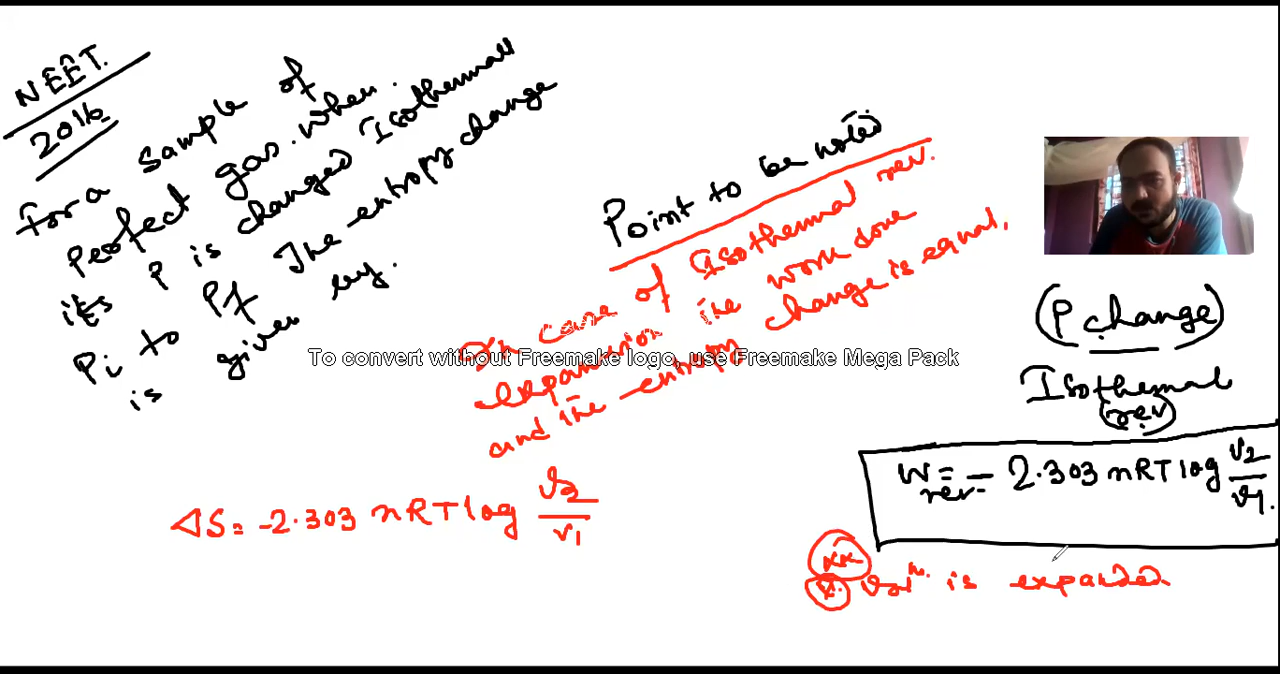 NEET.
2016
For a Sample of
Perfect gas. When.
its P is changed Isothermall
Pi to Pf The entropy change
is given by.
Point to be noted
In case of Isothermal rev.
expansion the work done
and the entropy change is equal.
ΔS = -2.303 nRT log V2/V1
(P change)
Isothermal
(rev)
Wrev = - 2.303 nRT log V2/V1
is expanded
To convert without Freemake logo, use Freemake Mega Pack